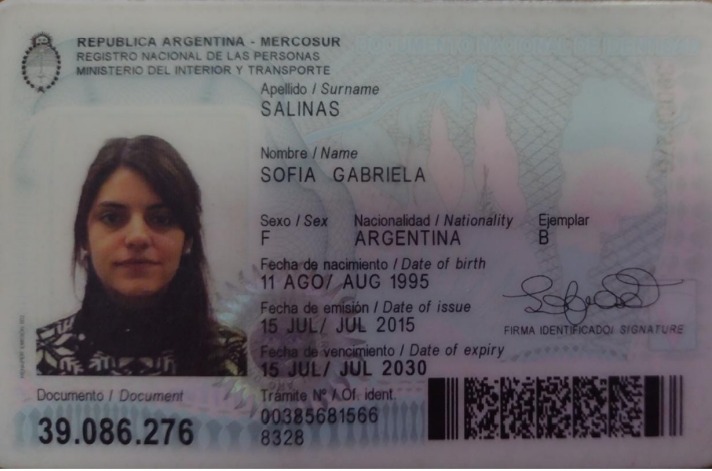 REPUBLICA ARGENTINA - MERCOSUR
REGISTRO NACIONAL DE LAS PERSONAS
MINISTERIO DEL INTERIOR Y TRANSPORTE
Apellido / Surname
SALINAS
Nombre / Name
SOFIA GABRIELA
Sexo / Sex Nacionalidad / Nationality Ejemplar
F ARGENTINA B
Fecha de nacimiento / Date of birth
11 AGO/ AUG 1995
Fecha de emisión / Date of issue
15 JUL/ JUL 2015
FIRMA IDENTIFICADO/ SIGNATURE
Fecha de vencimiento / Date of expiry
15 JUL/ JUL 2030
Documento / Document
39.086.276
Trámite N° / Of. ident.
00385681566
8328